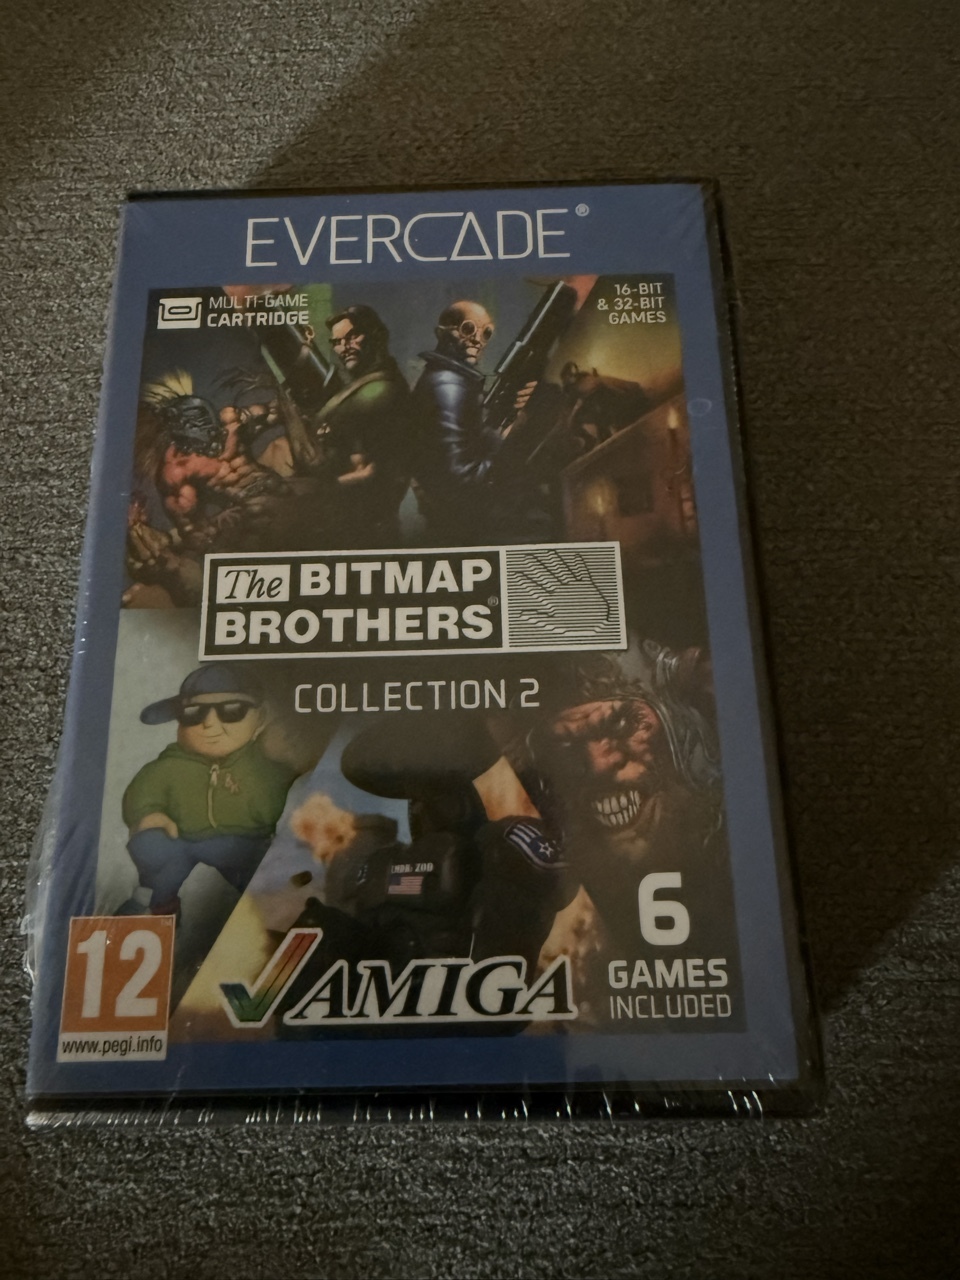 EVERCADE®
MULTI-GAME
CARTRIDGE
16-BIT
& 32-BIT
GAMES
The BITMAP
BROTHERS®
COLLECTION 2
12
www.pegi.info
AMIGA
6
GAMES
INCLUDED